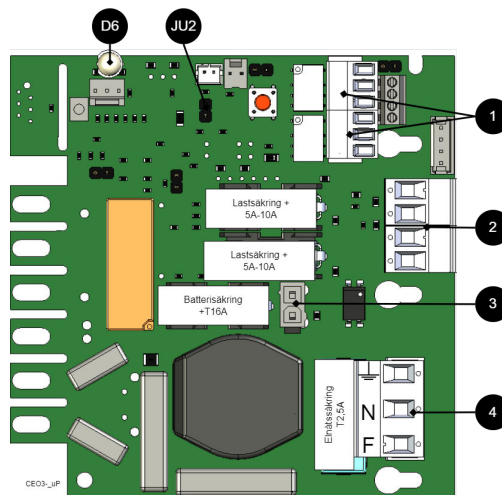 D6
JU2
1
Lastsäkring +
5A-10A
2
Lastsäkring +
5A-10A
Batterisäkring
+T16A
3
Elnätssäkring
T2,5A
N
F
4
CEO3-_uP